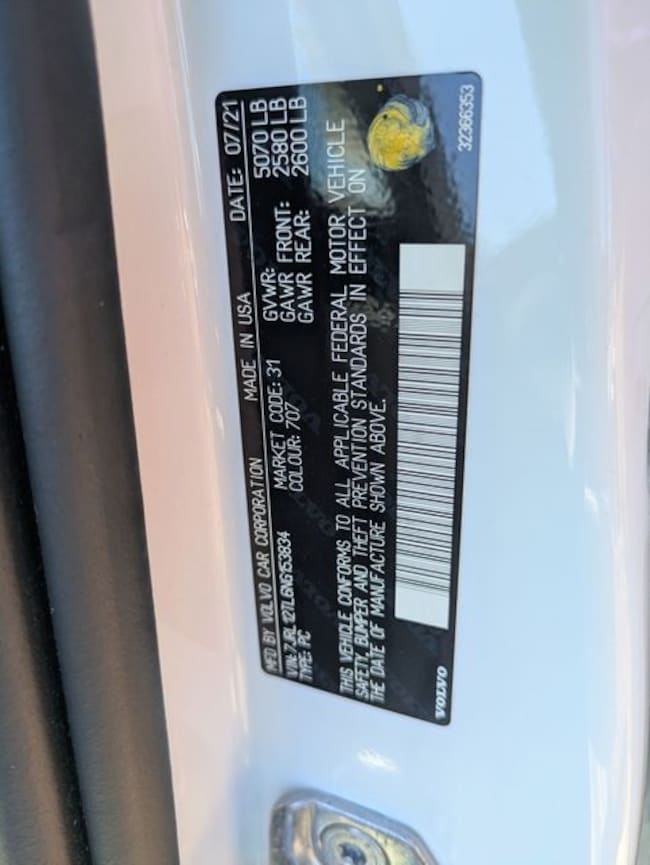 MFD BY VOLVO CAR CORPORATION MADE IN USA DATE: 07/21
VIN: 7JRL12TL6NG153834
TYPE: PC
MARKET CODE: 31
COLOUR: 707
GVWR: 5070 LB
GAWR FRONT: 2580 LB
GAWR REAR: 2600 LB
THIS VEHICLE CONFORMS TO ALL APPLICABLE FEDERAL MOTOR VEHICLE
SAFETY, BUMPER AND THEFT PREVENTION STANDARDS IN EFFECT ON
THE DATE OF MANUFACTURE SHOWN ABOVE.
VOLVO
32366353